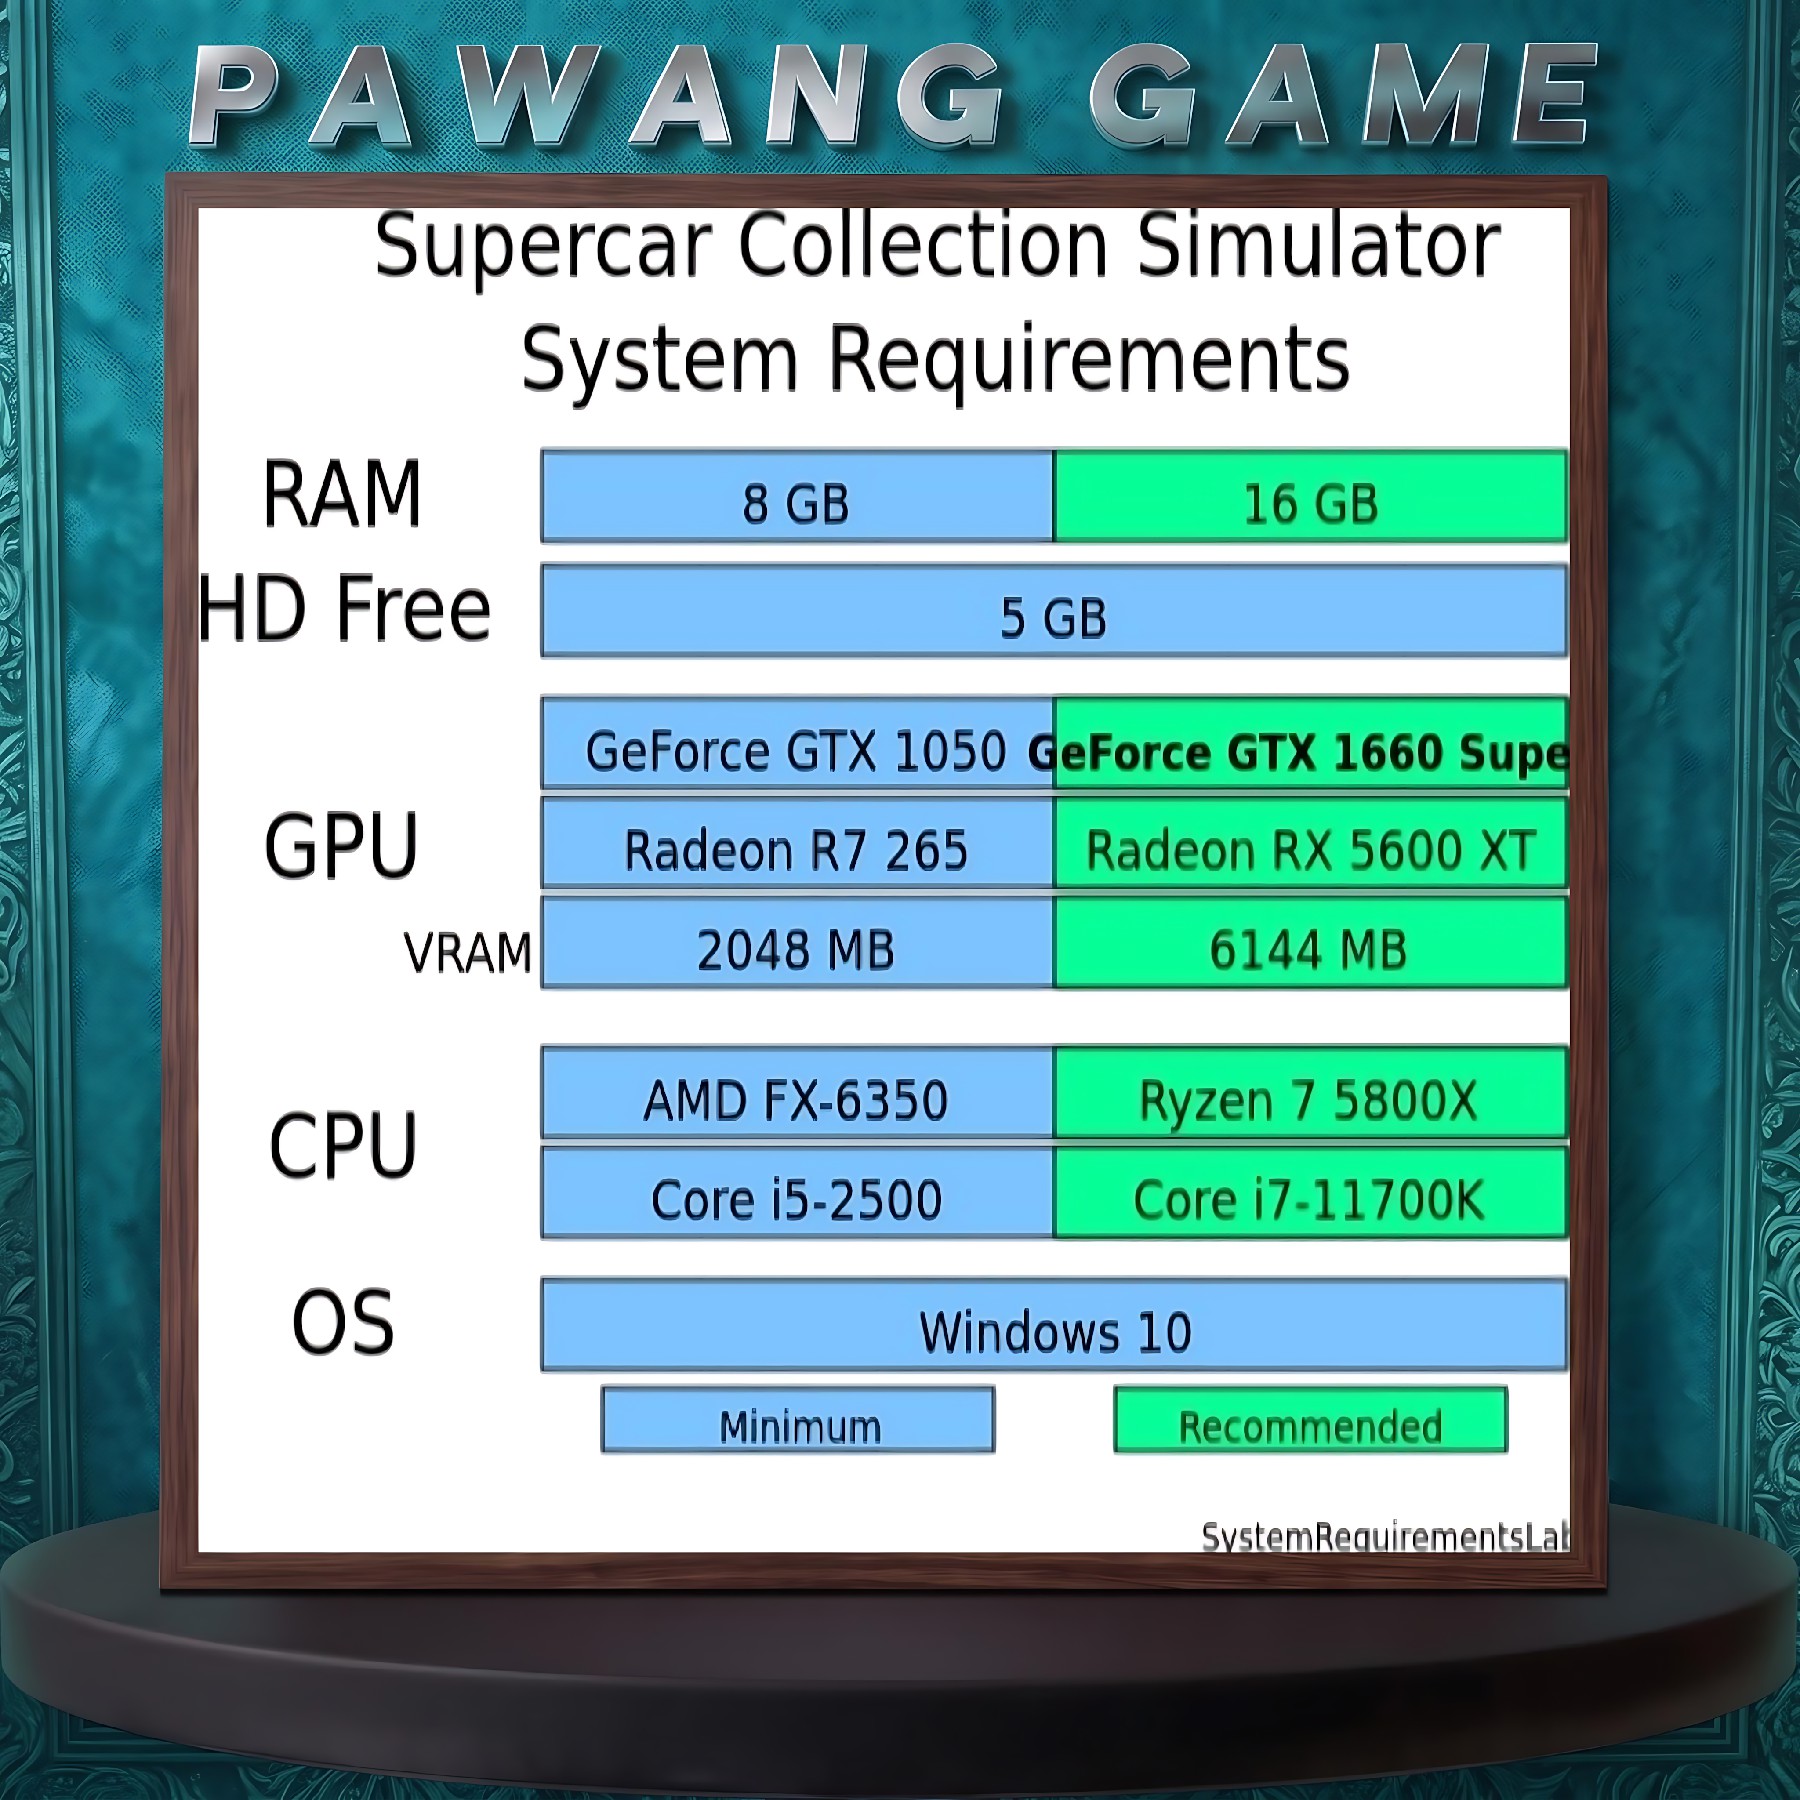 PAWANG GAME
Supercar Collection Simulator
System Requirements
RAM 8 GB 16 GB
HD Free 5 GB
GeForce GTX 1050 GeForce GTX 1660 Supe
GPU Radeon R7 265 Radeon RX 5600 XT
VRAM 2048 MB 6144 MB
CPU AMD FX-6350 Ryzen 7 5800X
Core i5-2500 Core i7-11700K
OS Windows 10
Minimum Recommended
SystemRequirementsLab